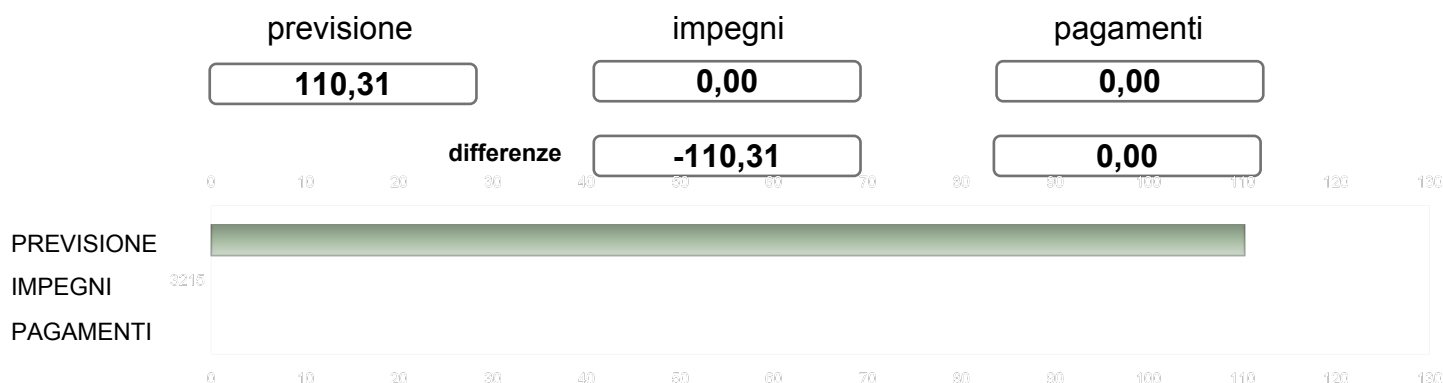 previsione impegni pagamenti
110,31 0,00 0,00
differenze -110,31 0,00
0 10 20 30 40 50 60 70 80 90 100 110 120 130
PREVISIONE
3215
IMPEGNI
PAGAMENTI
0 10 20 30 40 50 60 70 80 90 100 110 120 130